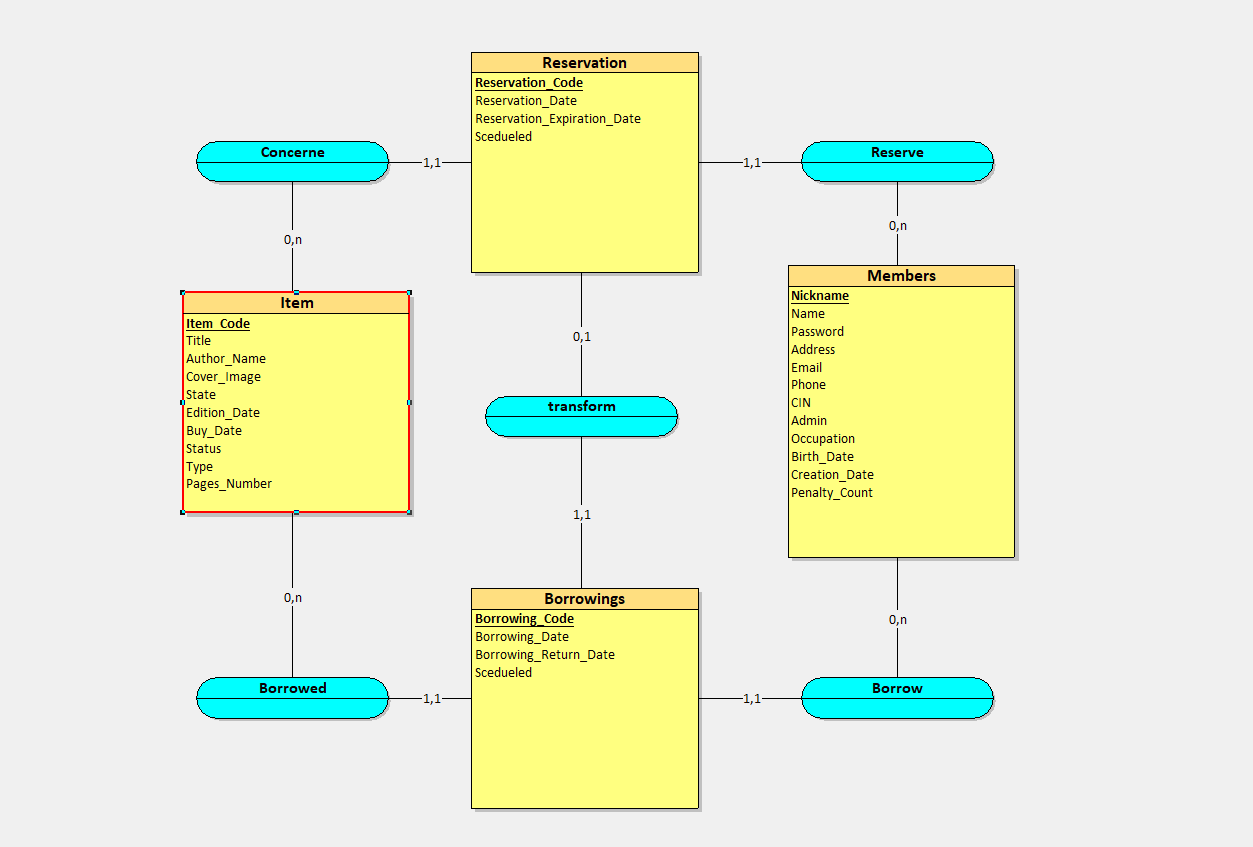 Reservation
Reservation_Code
Reservation_Date
Reservation_Expiration_Date
Scedueled
Concerne
1,1
1,1
Reserve
0,n
0,n
Item
Item_Code
Title
Author_Name
Cover_Image
State
Edition_Date
Buy_Date
Status
Type
Pages_Number
0,1
transform
1,1
Members
Nickname
Name
Password
Address
Email
Phone
CIN
Admin
Occupation
Birth_Date
Creation_Date
Penalty_Count
0,n
0,n
Borrowings
Borrowing_Code
Borrowing_Date
Borrowing_Return_Date
Scedueled
Borrowed
1,1
1,1
Borrow